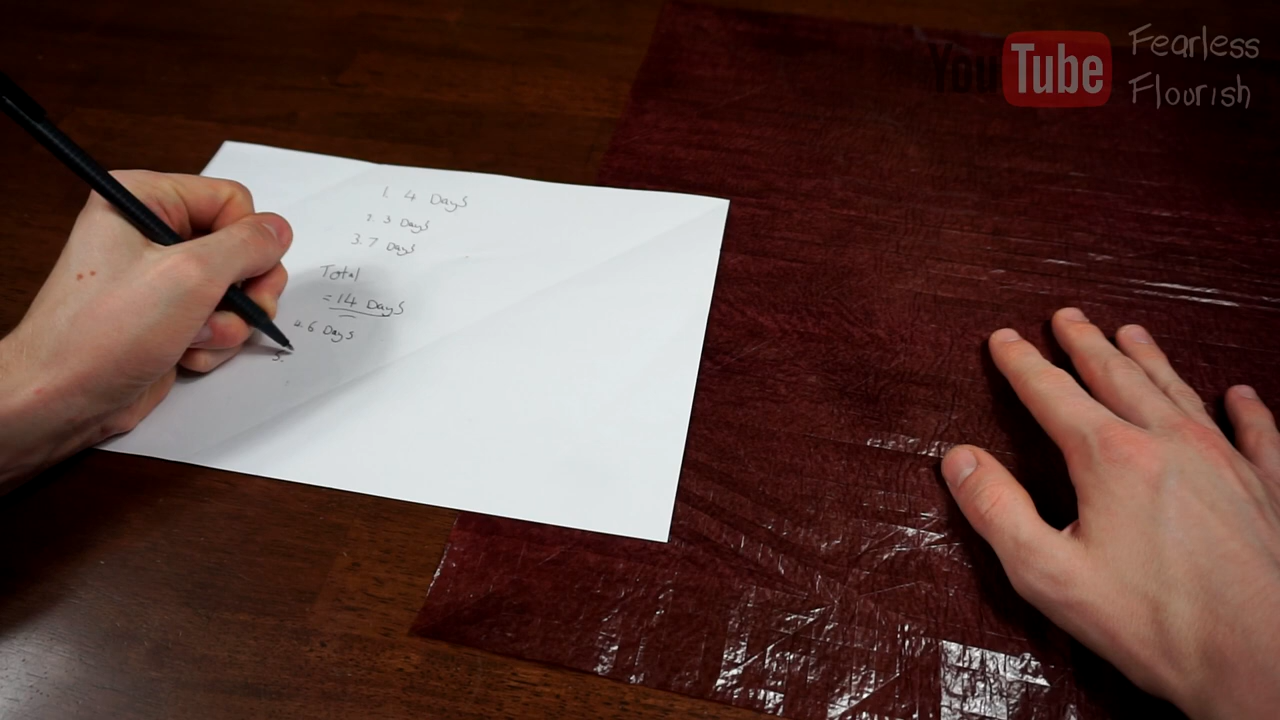 YouTube
Fearless
Flourish
1. 4 Days
2. 3 Days
3. 7 Days
Total
= 14 Days
4. 6 Days
5.